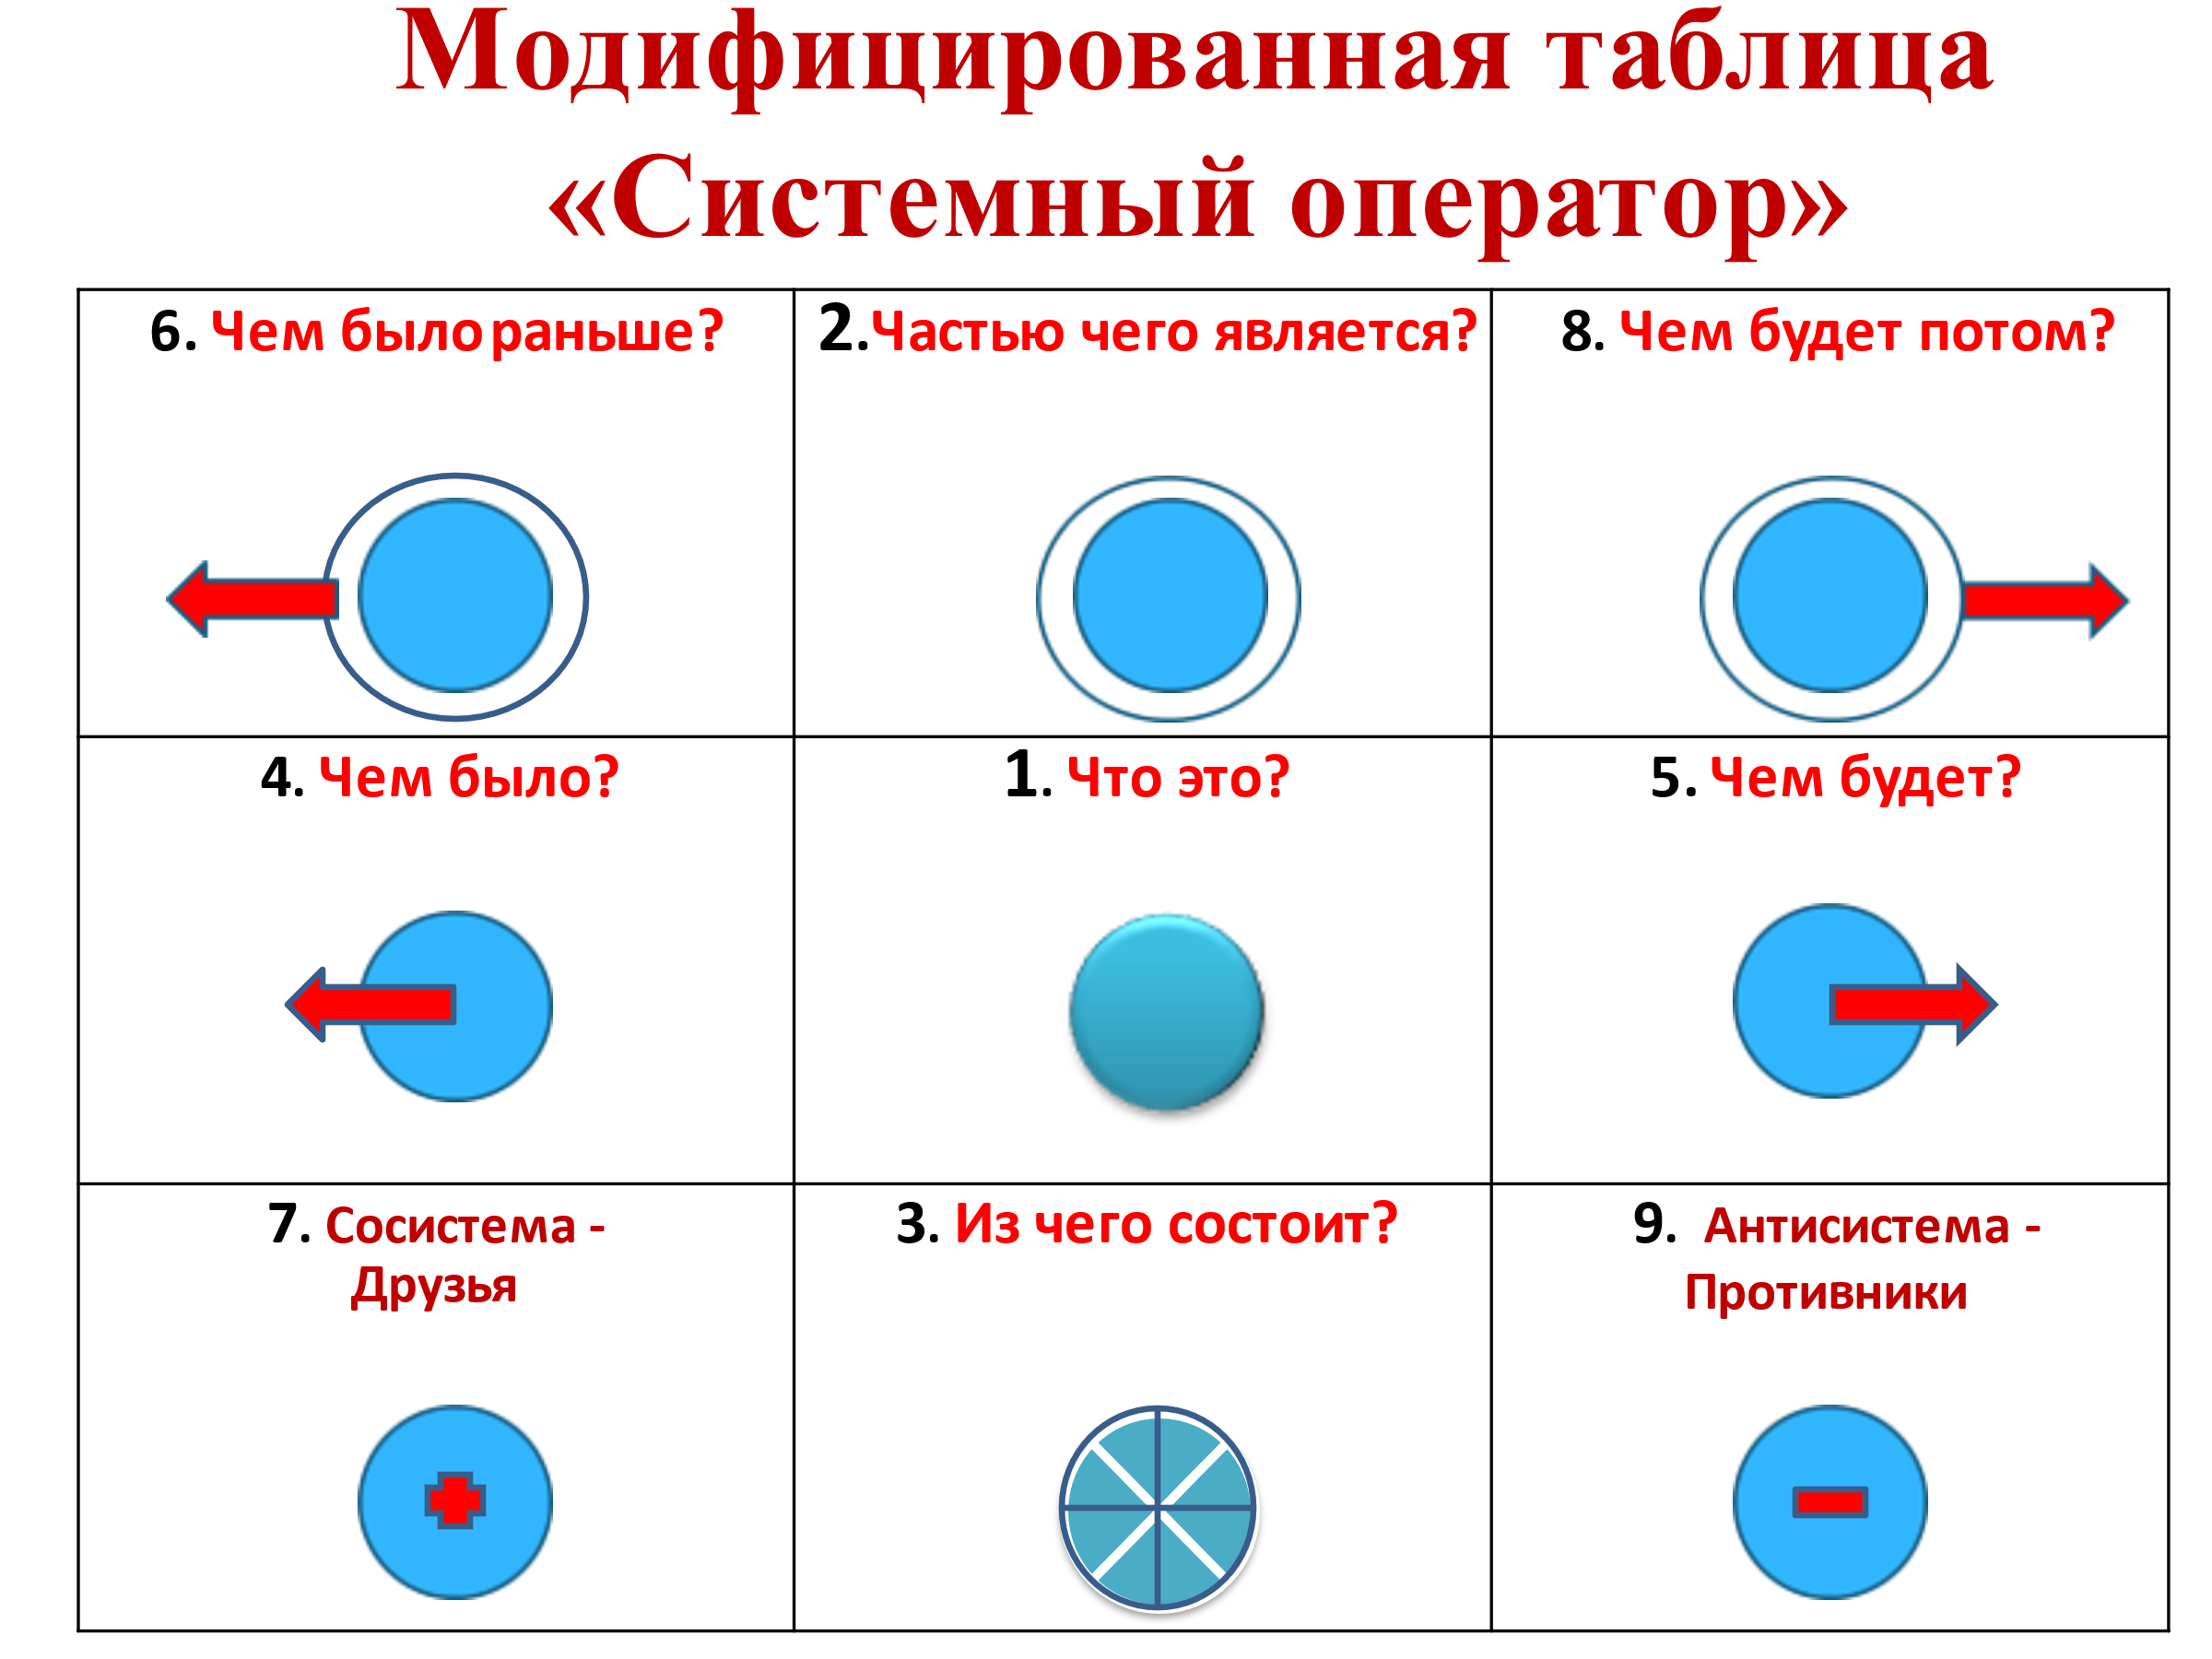 Модифицированная таблица
«Системный оператор»
6. Чем было раньше?
2.Частью чего является?
8. Чем будет потом?
4. Чем было?
1. Что это?
5. Чем будет?
7. Сосистема -
Друзья
3. Из чего состоит?
9. Антисистема -
Противники